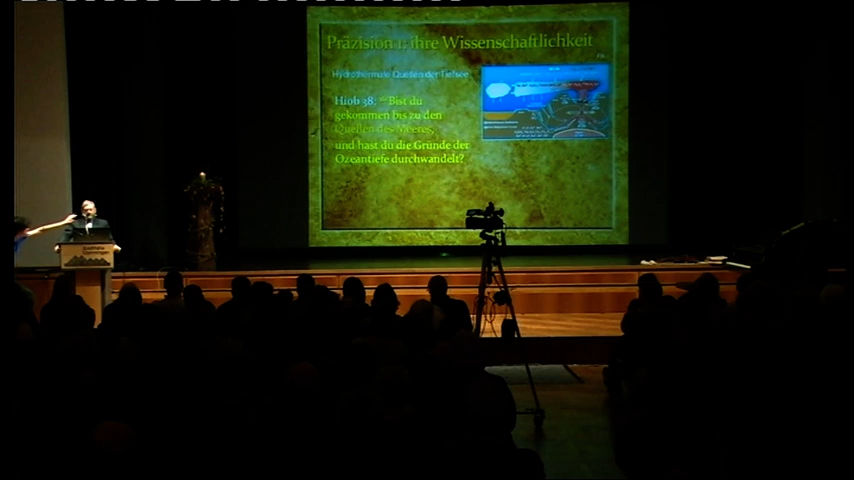 Präzision 1: ihre Wissenschaftlichkeit
Hydrothermale Quellen der Tiefsee
Hiob 38: Bist du
gekommen bis zu den
Quellen des Meeres,
und hast du die Gründe der
Ozeantiefe durchwandelt?